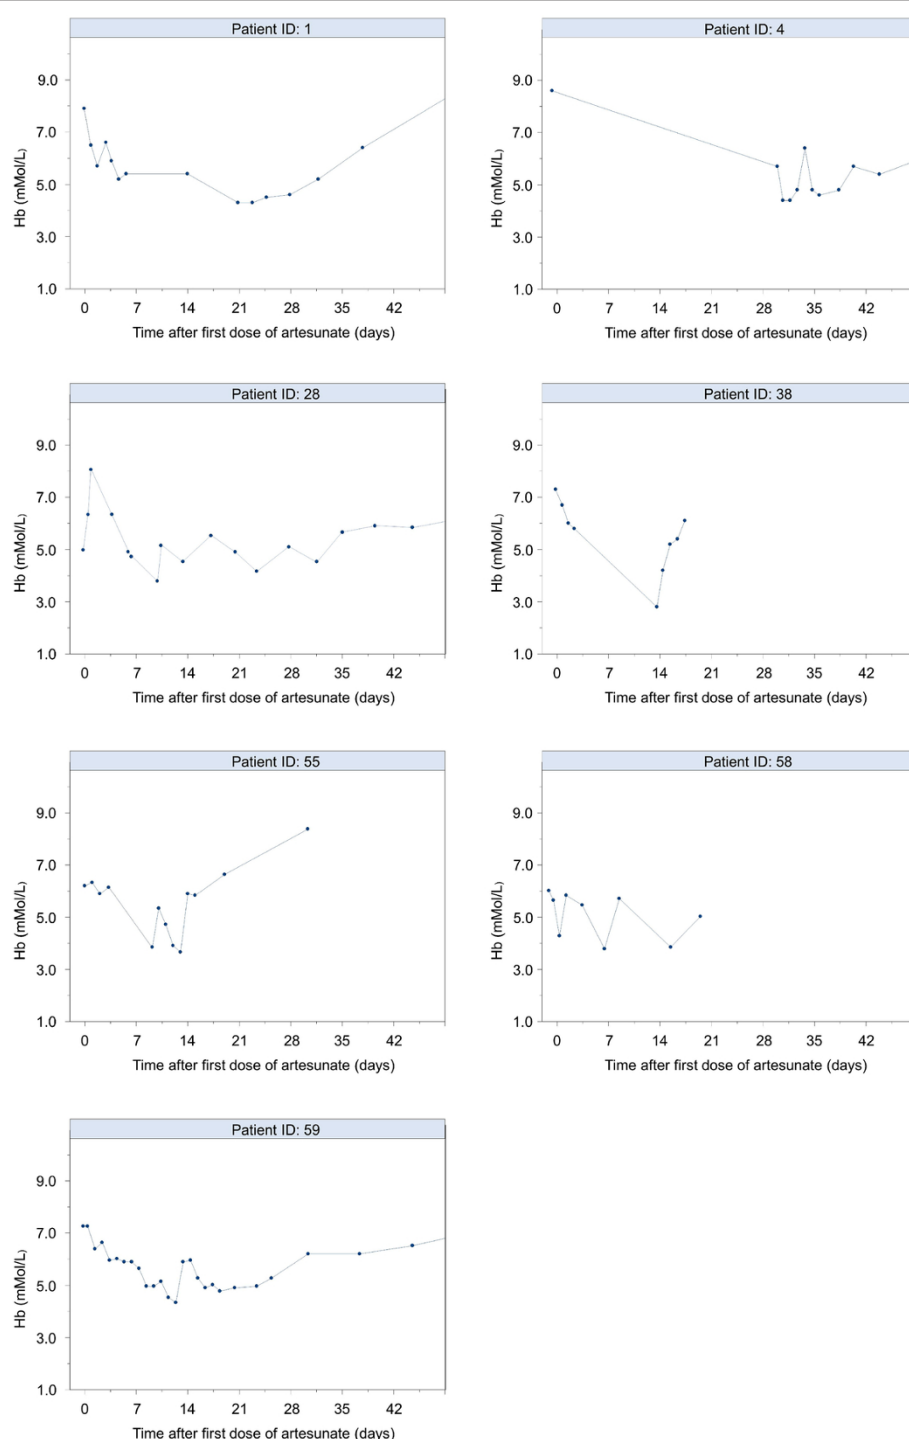 Patient ID: 1
9.0
7.0
5.0
3.0
1.0
Hb (mMol/L)
0 7 14 21 28 35 42
Time after first dose of artesunate (days)
Patient ID: 4
9.0
7.0
5.0
3.0
1.0
Hb (mMol/L)
0 7 14 21 28 35 42
Time after first dose of artesunate (days)
Patient ID: 28
9.0
7.0
5.0
3.0
1.0
Hb (mMol/L)
0 7 14 21 28 35 42
Time after first dose of artesunate (days)
Patient ID: 38
9.0
7.0
5.0
3.0
1.0
Hb (mMol/L)
0 7 14 21 28 35 42
Time after first dose of artesunate (days)
Patient ID: 55
9.0
7.0
5.0
3.0
1.0
Hb (mMol/L)
0 7 14 21 28 35 42
Time after first dose of artesunate (days)
Patient ID: 58
9.0
7.0
5.0
3.0
1.0
Hb (mMol/L)
0 7 14 21 28 35 42
Time after first dose of artesunate (days)
Patient ID: 59
9.0
7.0
5.0
3.0
1.0
Hb (mMol/L)
0 7 14 21 28 35 42
Time after first dose of artesunate (days)